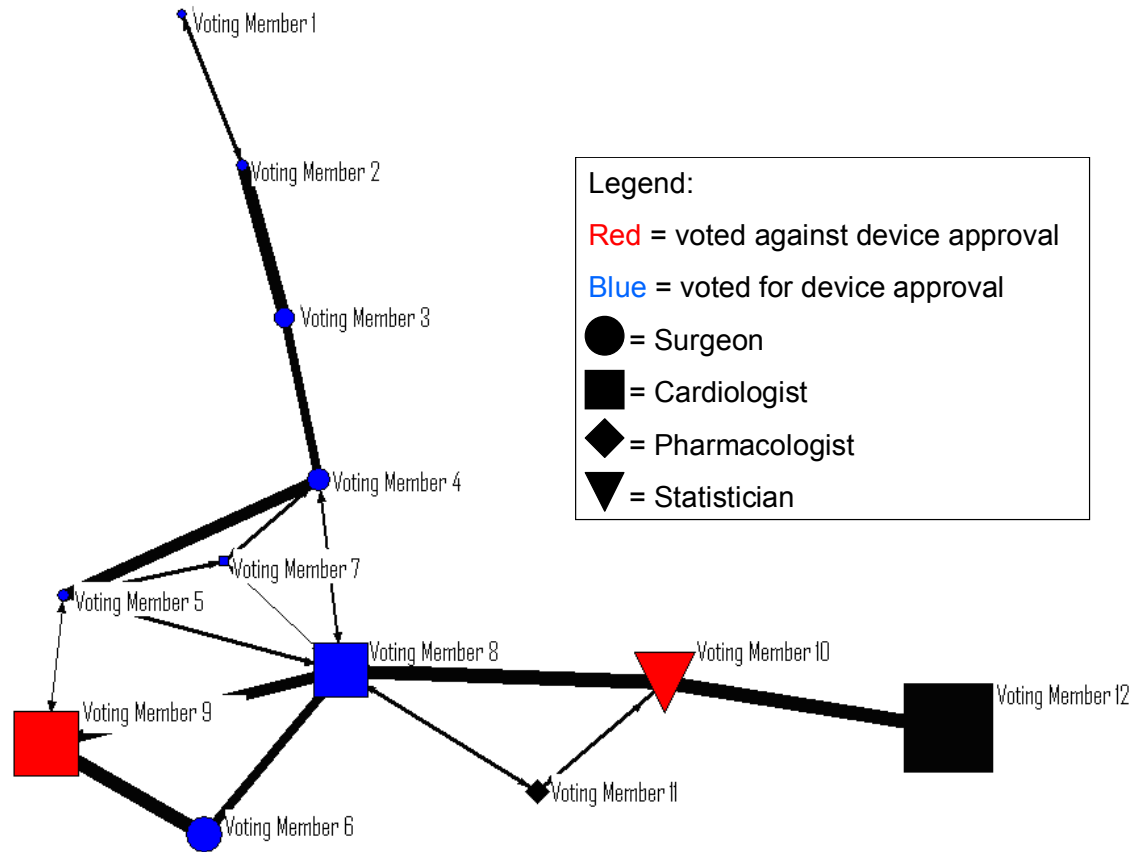 Voting Member 1
Voting Member 2
Voting Member 3
Voting Member 4
Voting Member 7
Voting Member 5
Voting Member 8
Voting Member 10
Voting Member 12
Voting Member 9
Voting Member 11
Voting Member 6
Legend:
Red = voted against device approval
Blue = voted for device approval
= Surgeon
= Cardiologist
= Pharmacologist
= Statistician